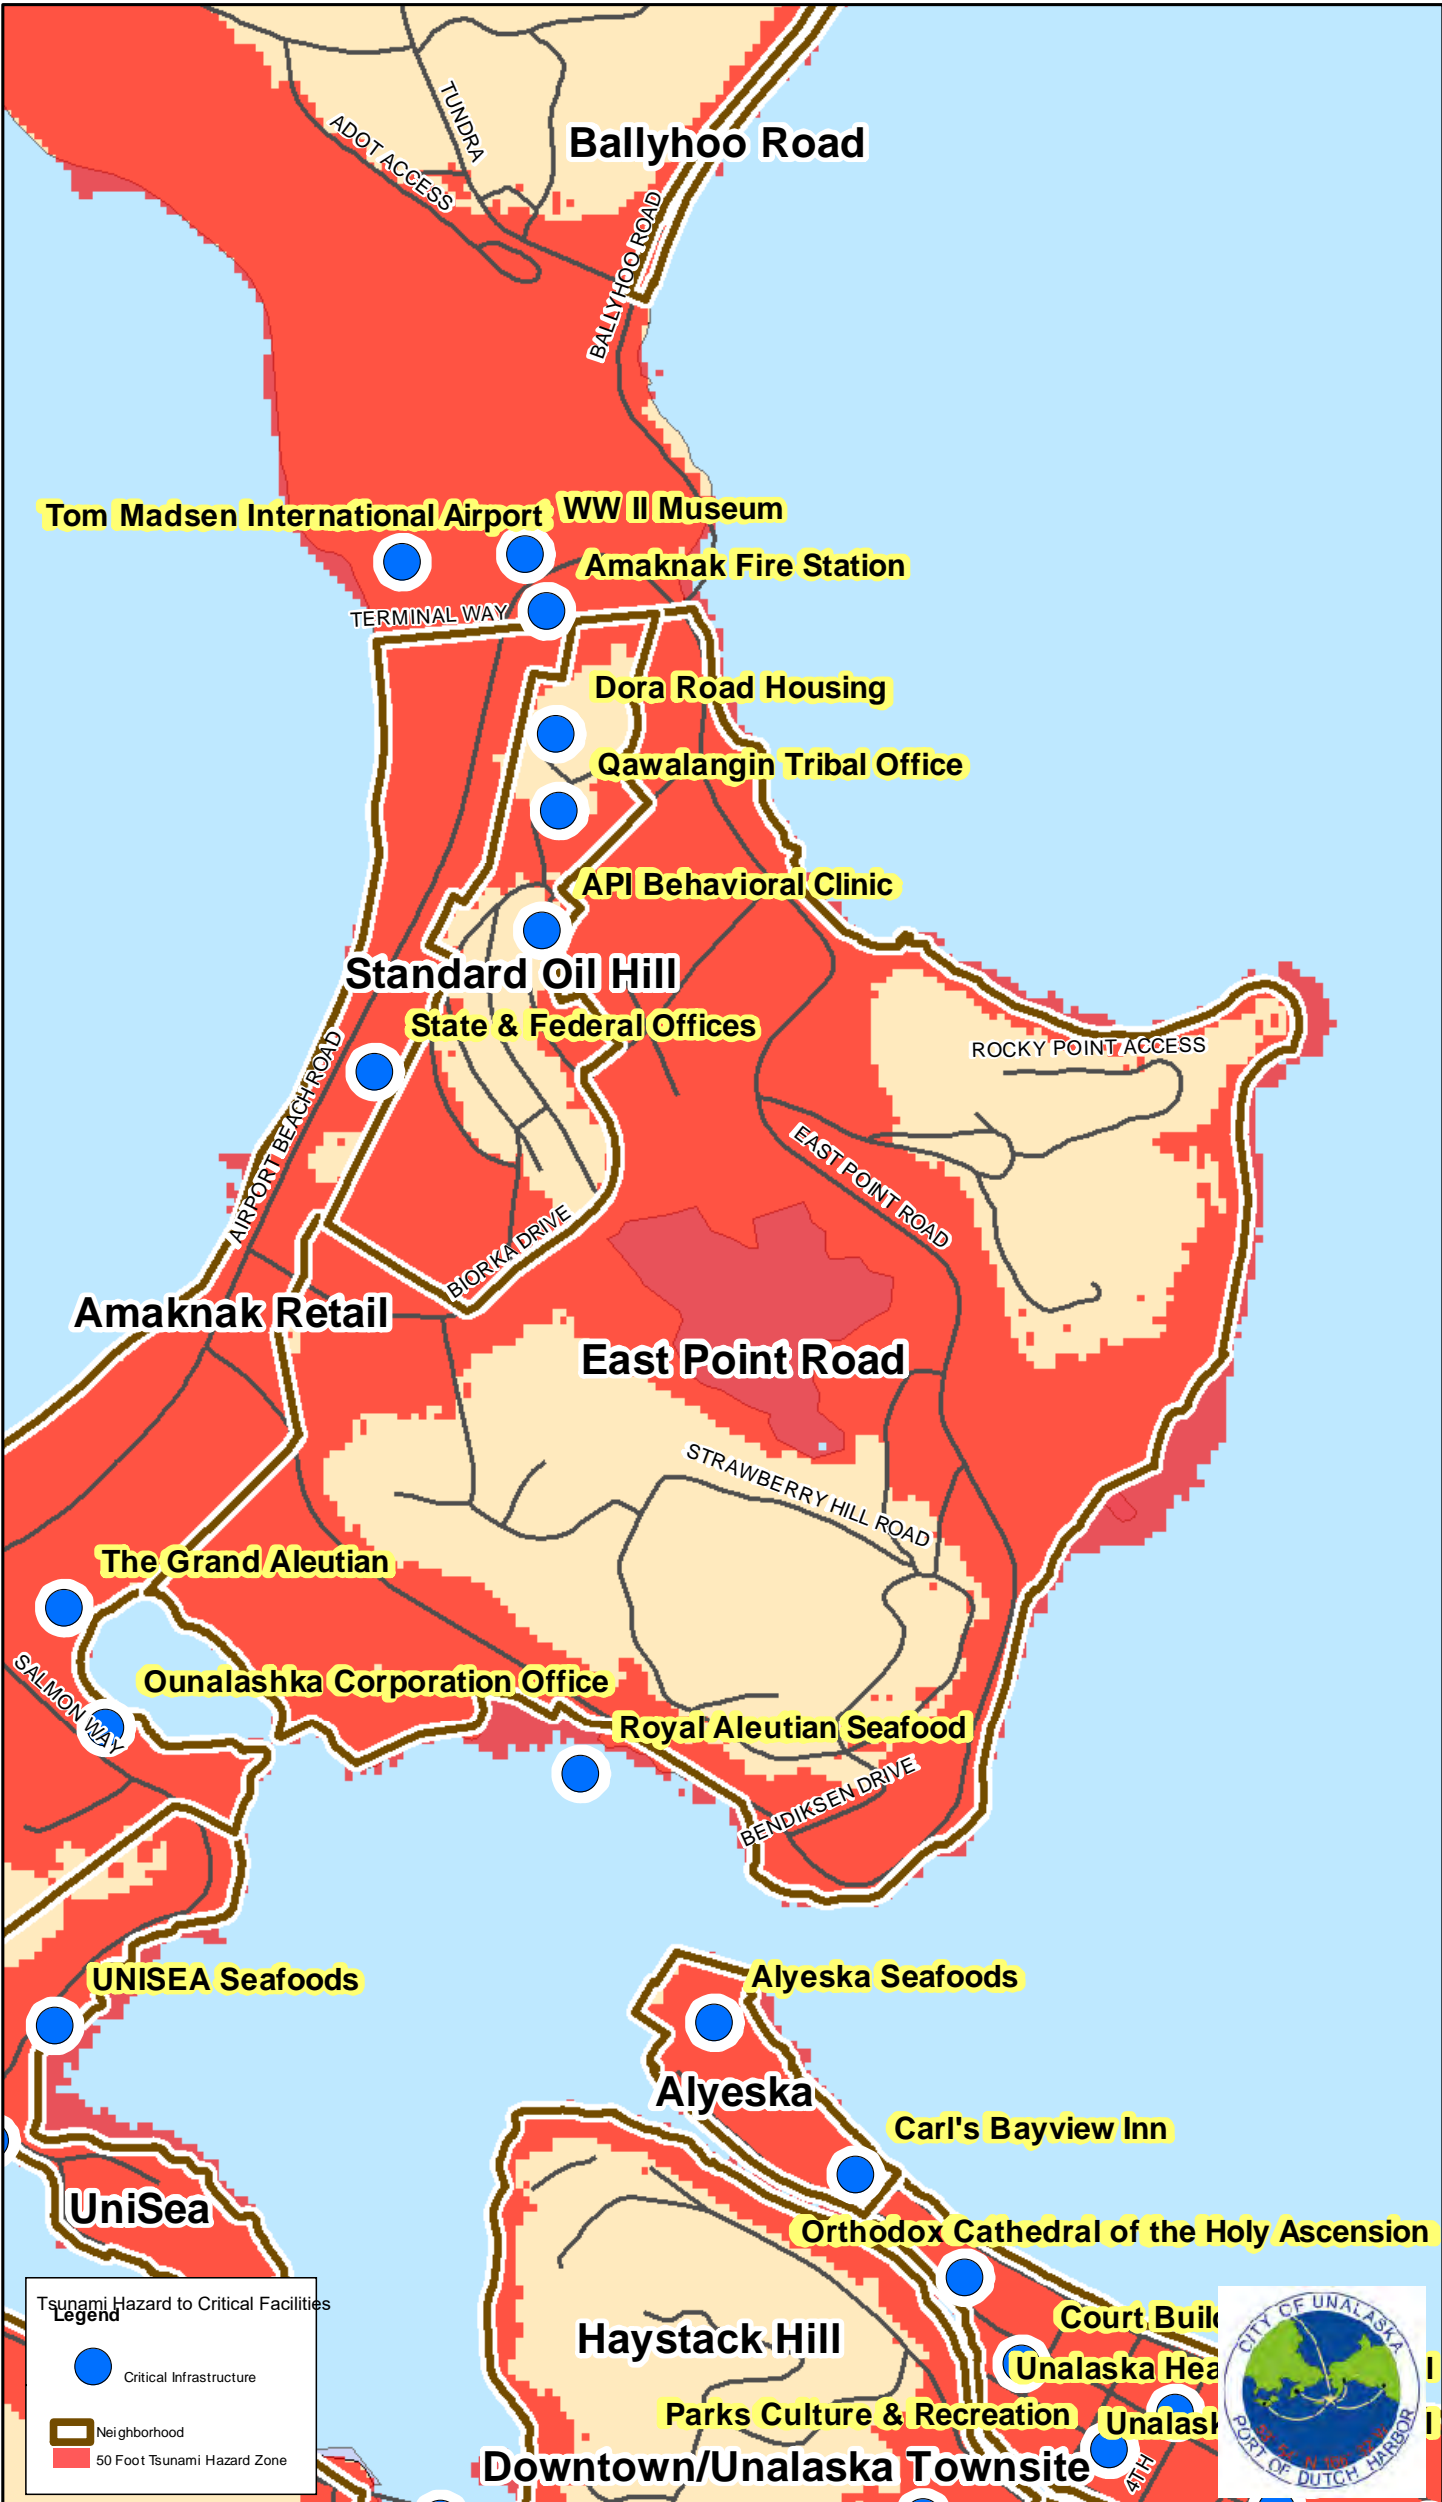 TUNDRA
ADOT ACCESS
Ballyhoo Road
BALLYHOO ROAD
Tom Madsen International Airport
WW II Museum
Amaknak Fire Station
TERMINAL WAY
Dora Road Housing
Qawalangin Tribal Office
API Behavioral Clinic
Standard Oil Hill
State & Federal Offices
ROCKY POINT ACCESS
AIRPORT BEACH ROAD
EAST POINT ROAD
BIORKA DRIVE
Amaknak Retail
East Point Road
STRAWBERRY HILL ROAD
The Grand Aleutian
SALMON WAY
Ounalashka Corporation Office
Royal Aleutian Seafood
BENDIKSEN DRIVE
UNISEA Seafoods
Alyeska Seafoods
Alyeska
Carl's Bayview Inn
UniSea
Orthodox Cathedral of the Holy Ascension
Tsunami Hazard to Critical Facilities
Legend
Critical Infrastructure
Neighborhood
50 Foot Tsunami Hazard Zone
Haystack Hill
Court
Unalaska
Parks Culture & Recreation
Downtown/Unalaska Townsite
4TH
CITY OF UNALASKA
PORT OF DUTCH HARBOR